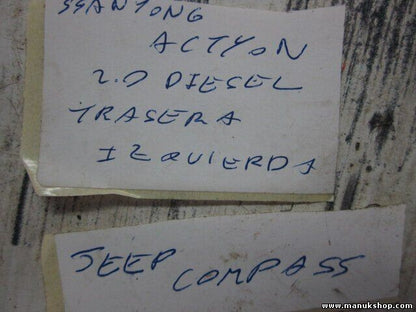 SSANYONG
ACTYON
2.0 DIESEL
TRASERA
IZQUIERDA
JEEP COMPASS
www.manukshop.com